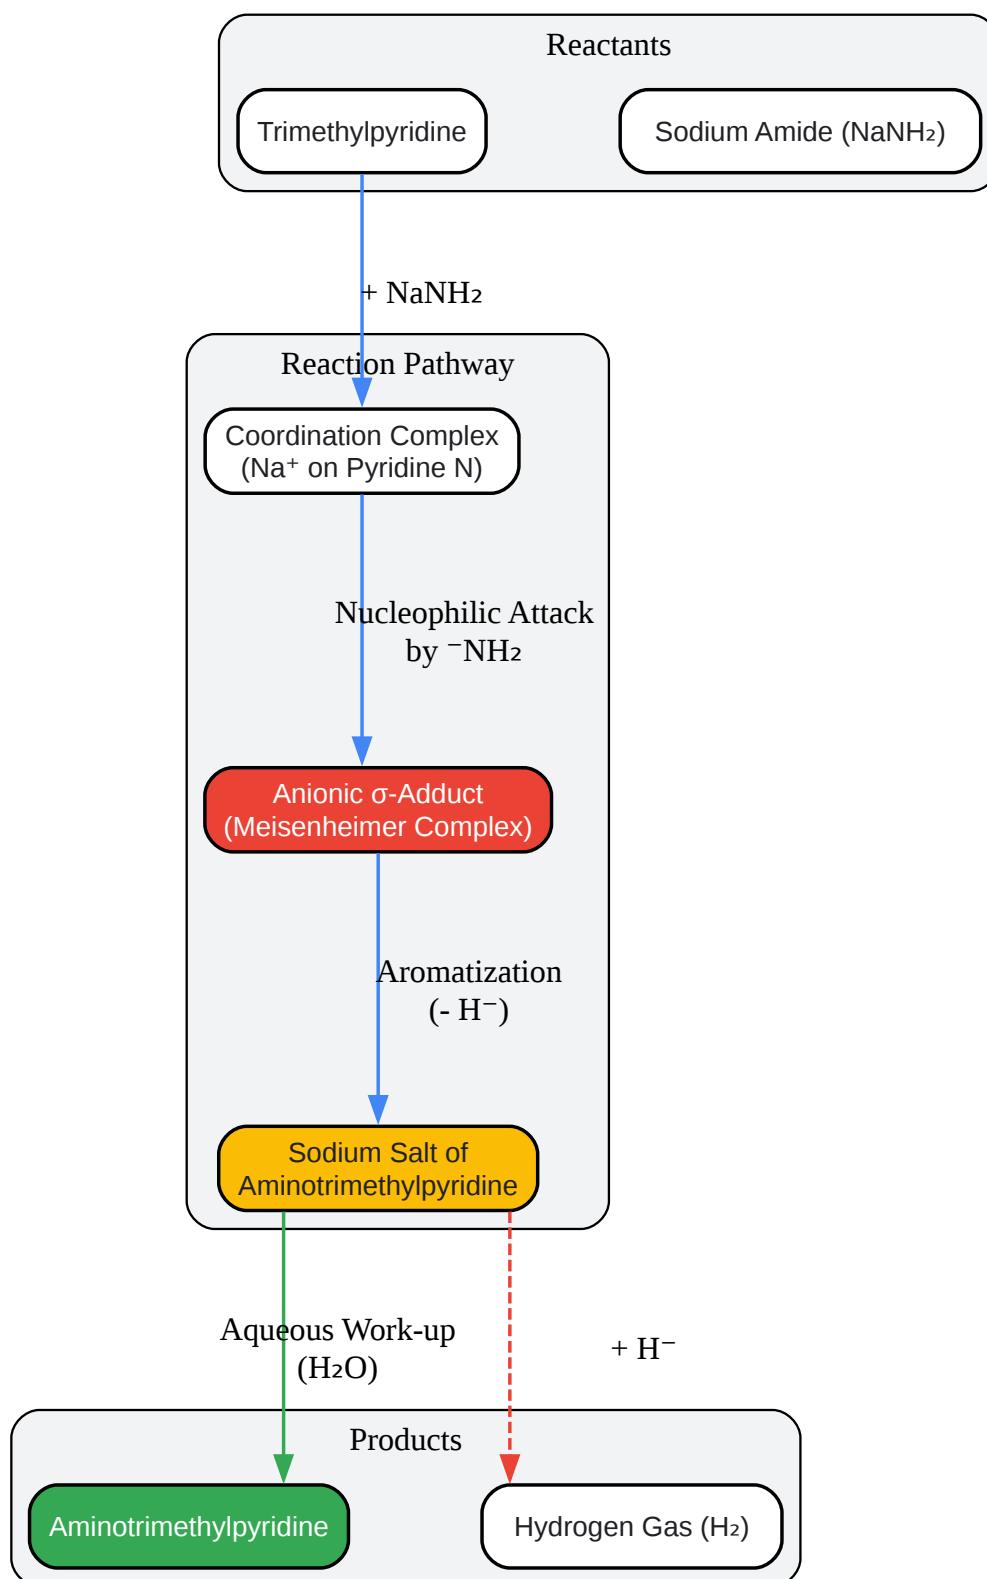 Reactants
Trimethylpyridine
Sodium Amide (NaNH₂)
+ NaNH₂
Reaction Pathway
Coordination Complex
(Na⁺ on Pyridine N)
Nucleophilic Attack
by ⁻NH₂
Anionic σ-Adduct
(Meisenheimer Complex)
Aromatization
(- H⁻)
Sodium Salt of
Aminotrimethylpyridine
Aqueous Work-up
(H₂O)
+ H⁻
Products
Aminotrimethylpyridine
Hydrogen Gas (H₂)